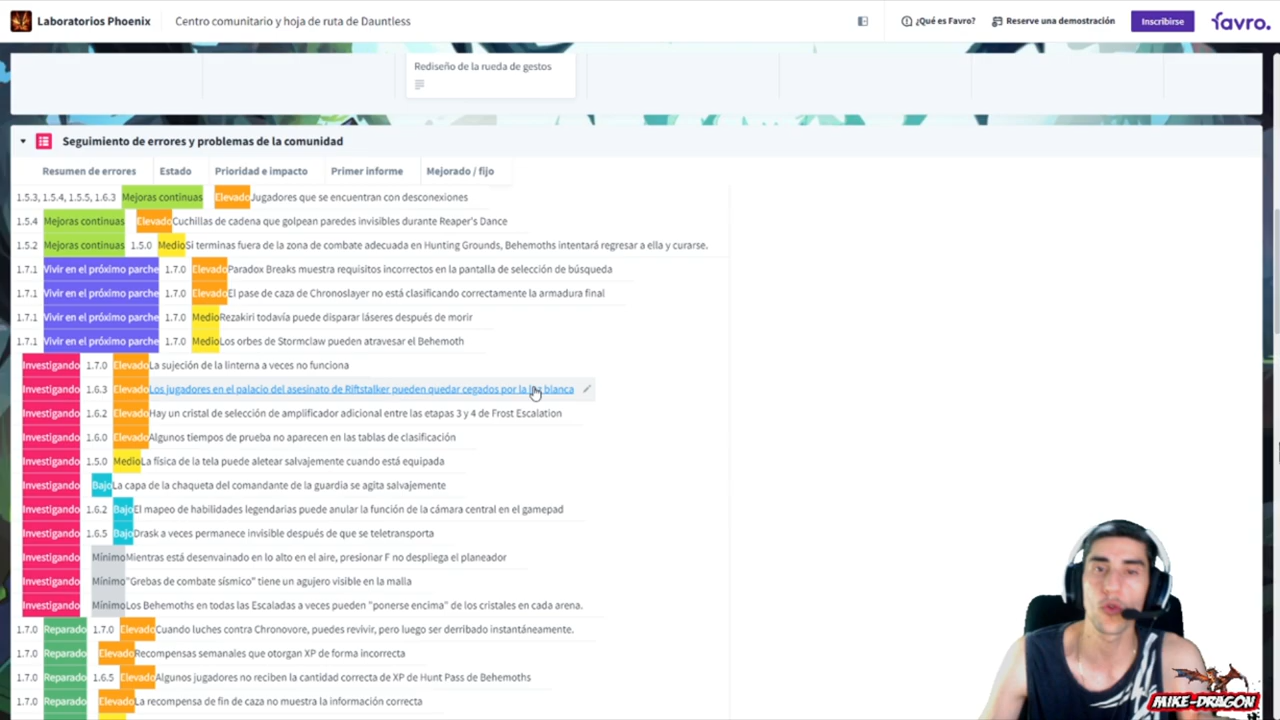 Laboratorios Phoenix Centro comunitario y hoja de ruta de Dauntless ¿Qué es Favro? Reserve una demostración Inscribirse favro.
Rediseño de la rueda de gestos
Seguimiento de errores y problemas de la comunidad
Resumen de errores Estado Prioridad e impacto Primer informe Mejorado / fijo
1.5.3, 1.5.4, 1.5.5, 1.6.3 Mejoras continuas Elevado Jugadores que se encuentran con desconexiones
1.5.4 Mejoras continuas Elevado Cuchillas de cadena que golpean paredes invisibles durante Reaper's Dance
1.5.2 Mejoras continuas 1.5.0 Medio Si terminas fuera de la zona de combate adecuada en Hunting Grounds, Behemoths intentará regresar a ella y curarse.
1.7.1 Vivir en el próximo parche 1.7.0 Elevado Paradox Breaks muestra requisitos incorrectos en la pantalla de selección de búsqueda
1.7.1 Vivir en el próximo parche 1.7.0 Elevado El pase de caza de Chronoslayer no está clasificando correctamente la armadura final
1.7.1 Vivir en el próximo parche 1.7.0 Medio Rezakiri todavía puede disparar láseres después de morir
1.7.1 Vivir en el próximo parche 1.7.0 Medio Los orbes de Stormclaw pueden atravesar el Behemoth
Investigando 1.7.0 Elevado La sujeción de la linterna a veces no funciona
Investigando 1.6.3 Elevado Los jugadores en el palacio del asesinato de Riftstalker pueden quedar cegados por la luz blanca
Investigando 1.6.2 Elevado Hay un cristal de selección de amplificador adicional entre las etapas 3 y 4 de Frost Escalation
Investigando 1.6.0 Elevado Algunos tiempos de prueba no aparecen en las tablas de clasificación
Investigando 1.5.0 Medio La física de la tela puede aletear salvajemente cuando está equipada
Investigando Bajo La capa de la chaqueta del comandante de la guardia se agita salvajemente
Investigando 1.6.2 Bajo El mapeo de habilidades legendarias puede anular la función de la cámara central en el gamepad
Investigando 1.6.5 Bajo Drask a veces permanece invisible después de que se teletransporta
Investigando Mínimo Mientras está desenvainado en lo alto en el aire, presionar F no despliega el planeador
Investigando Mínimo "Grebas de combate sísmico" tiene un agujero visible en la malla
Investigando Mínimo Los Behemoths en todas las Escaladas a veces pueden "ponerse encima" de los cristales en cada arena.
1.7.0 Reparado 1.7.0 Elevado Cuando luches contra Chronovore, puedes revivir, pero luego ser derribado instantáneamente.
1.7.0 Reparado Elevado Recompensas semanales que otorgan XP de forma incorrecta
1.7.0 Reparado 1.6.5 Elevado Algunos jugadores no reciben la cantidad correcta de XP de Hunt Pass de Behemoths
1.7.0 Reparado Elevado La recompensa de fin de caza no muestra la información correcta
MIKE-DRAGON